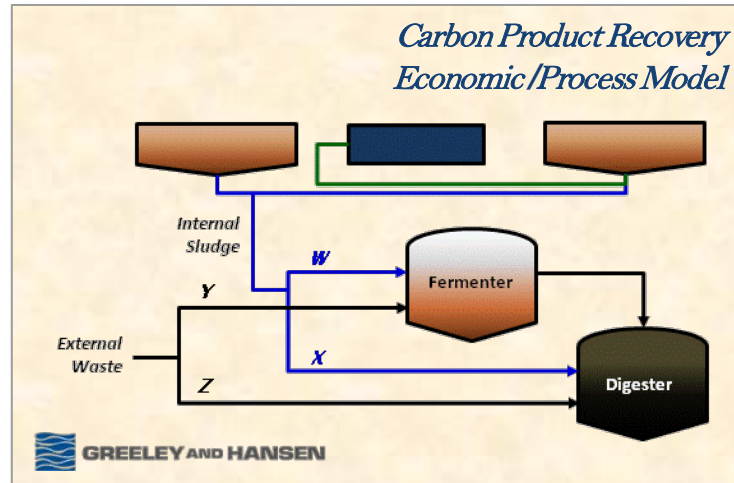 Carbon Product Recovery
Economic/Process Model
Internal
Sludge
W
Y
Fermenter
External
Waste
X
Z
Digester
GREELEY AND HANSEN